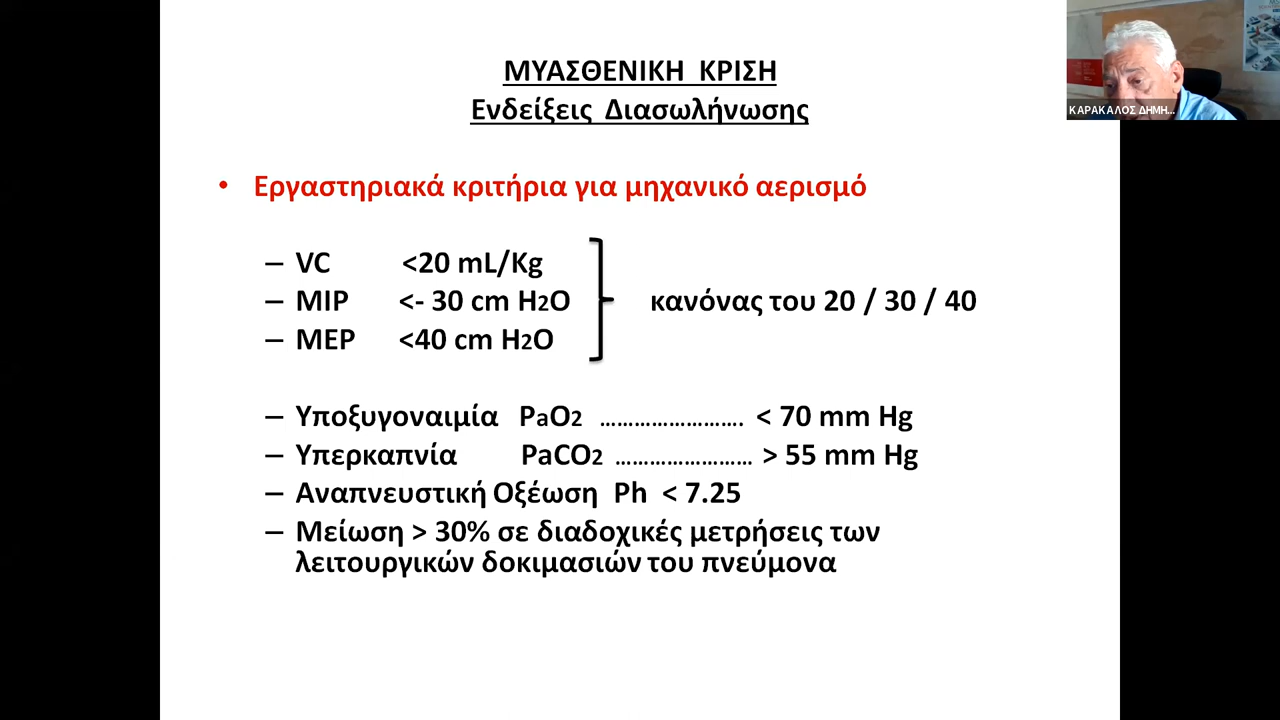 ΜΥΑΣΘΕΝΙΚΗ ΚΡΙΣΗ
Ενδείξεις Διασωλήνωσης
ΚΑΡΑΚΑΛΟΣ ΔΗΜΗ...
• Εργαστηριακά κριτήρια για μηχανικό αερισμό
– VC <20 mL/Kg
– MIP <- 30 cm H2O κανόνας του 20 / 30 / 40
– MEP <40 cm H2O
– Υποξυγοναιμία PaO2 ……………………. < 70 mm Hg
– Υπερκαπνία PaCO2 …………………… > 55 mm Hg
– Αναπνευστική Οξέωση Ph < 7.25
– Μείωση > 30% σε διαδοχικές μετρήσεις των
λειτουργικών δοκιμασιών του πνεύμονα